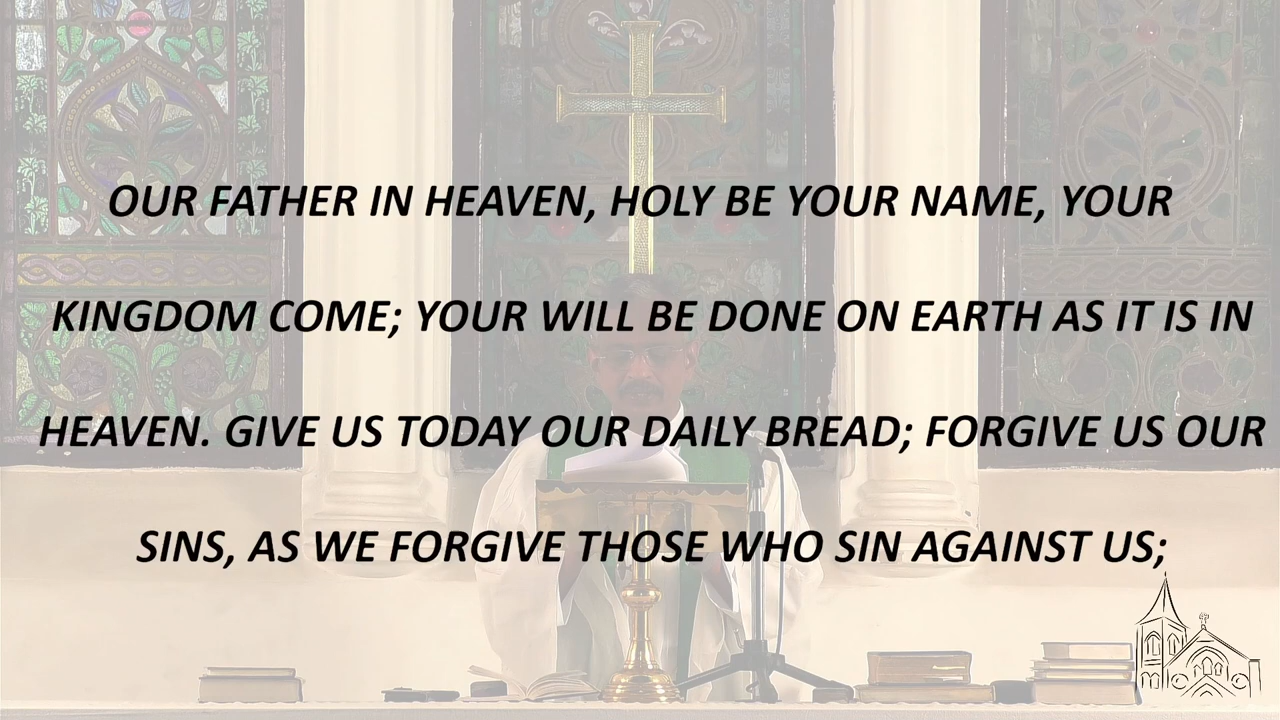 OUR FATHER IN HEAVEN, HOLY BE YOUR NAME, YOUR
KINGDOM COME; YOUR WILL BE DONE ON EARTH AS IT IS IN
HEAVEN. GIVE US TODAY OUR DAILY BREAD; FORGIVE US OUR
SINS, AS WE FORGIVE THOSE WHO SIN AGAINST US;